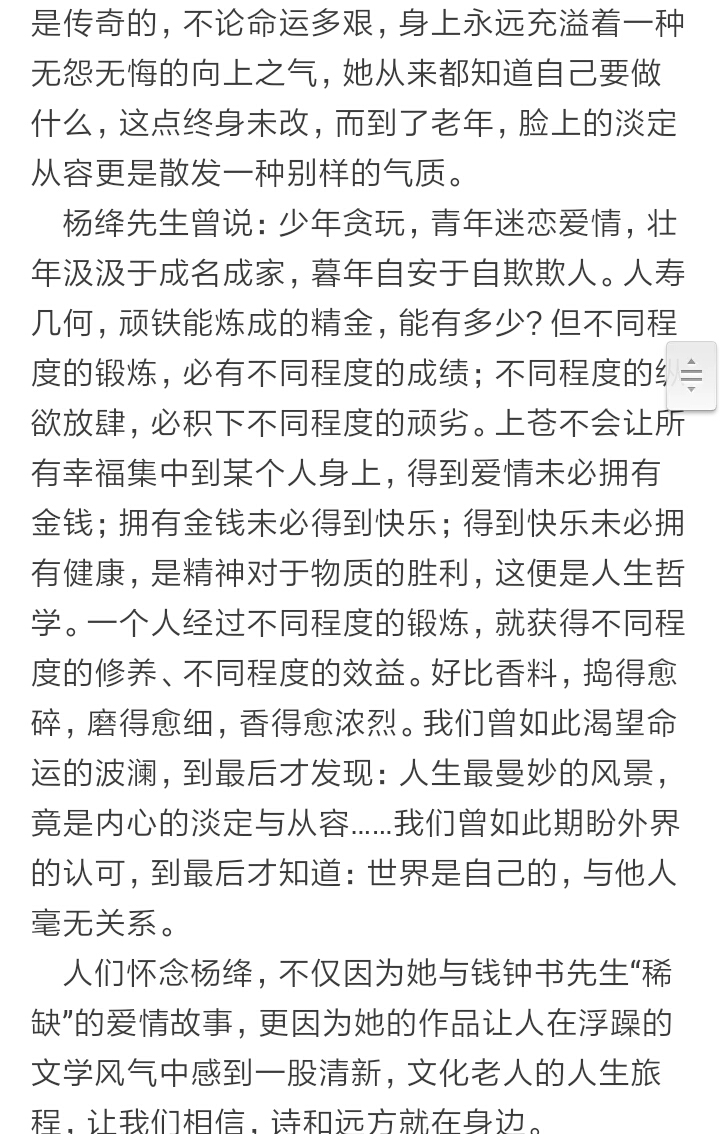 是传奇的，不论命运多艰，身上永远充溢着一种
无怨无悔的向上之气，她从来都知道自己要做
什么，这点终身未改，而到了老年，脸上的淡定
从容更是散发一种别样的气质。
杨绛先生曾说：少年贪玩，青年迷恋爱情，壮
年汲汲于成名成家，暮年自安于自欺欺人。人寿
几何，顽铁能炼成的精金，能有多少？但不同程
度的锻炼，必有不同程度的成绩；不同程度的纵
欲放肆，必积下不同程度的顽劣。上苍不会让所
有幸福集中到某个人身上，得到爱情未必拥有
金钱；拥有金钱未必得到快乐；得到快乐未必拥
有健康，是精神对于物质的胜利，这便是人生哲
学。一个人经过不同程度的锻炼，就获得不同程
度的修养、不同程度的效益。好比香料，捣得愈
碎，磨得愈细，香得愈浓烈。我们曾如此渴望命
运的波澜，到最后才发现：人生最曼妙的风景，
竟是内心的淡定与从容……我们曾如此期盼外界
的认可，到最后才知道：世界是自己的，与他人
毫无关系。
人们怀念杨绛，不仅因为她与钱钟书先生“稀
缺”的爱情故事，更因为她的作品让人在浮躁的
文学风气中感到一股清新，文化老人的人生旅
程，让我们相信，诗和远方就在身边。